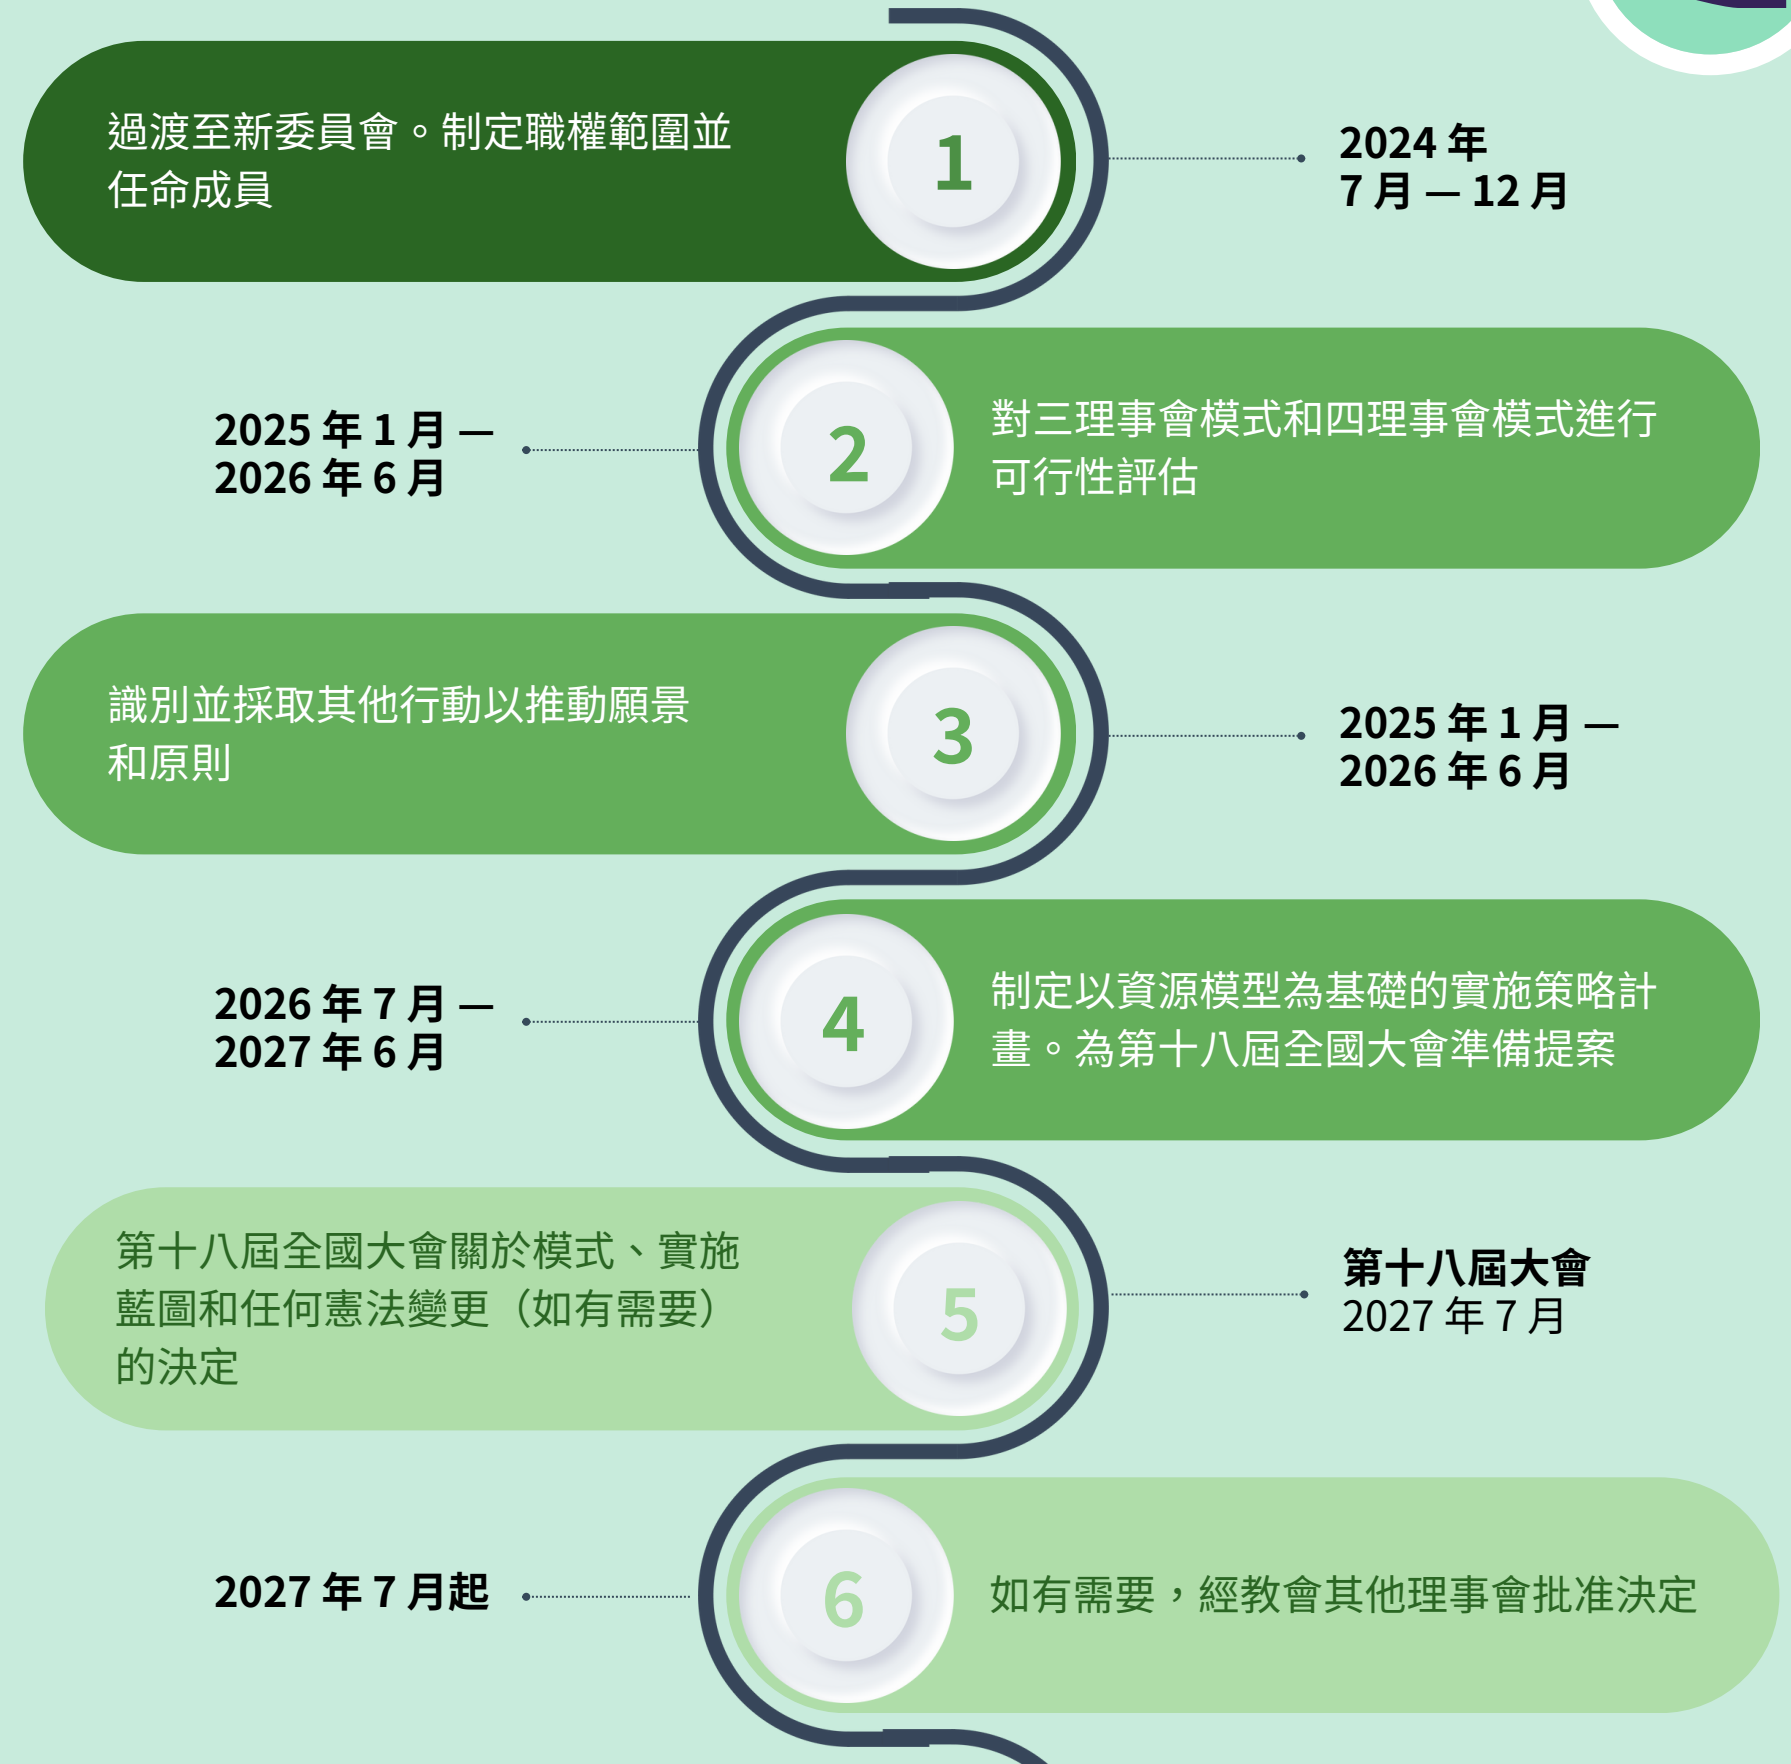 過渡至新委員會。制定職權範圍並
任命成員
1
2024 年
7 月 — 12 月
2025 年 1 月 —
2026 年 6 月
2
對三理事會模式和四理事會模式進行
可行性評估
識別並採取其他行動以推動願景
和原則
3
2025 年 1 月 —
2026 年 6 月
2026 年 7 月 —
2027 年 6 月
4
制定以資源模型為基礎的實施策略計
畫。為第十八屆全國大會準備提案
第十八屆全國大會關於模式、實施
藍圖和任何憲法變更（如有需要）
的決定
5
第十八屆大會
2027 年 7 月
2027 年 7 月起
6
如有需要，經教會其他理事會批准決定